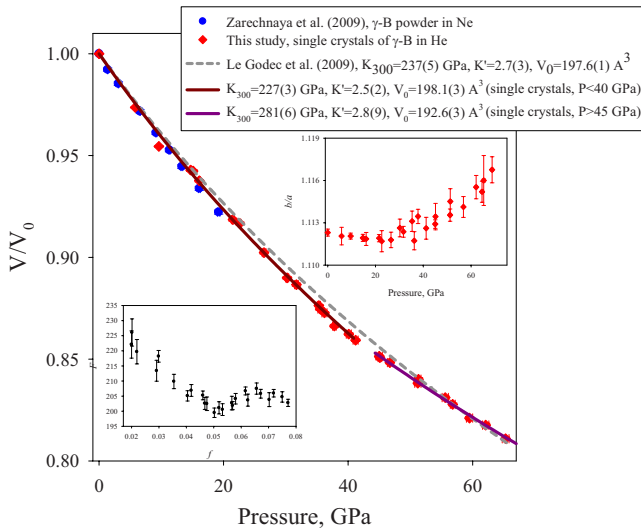 Zarechnaya et al. (2009), γ-B powder in Ne
This study, single crystals of γ-B in He
Le Godec et al. (2009), K300=237(5) GPa, K'=2.7(3), V0=197.6(1) A3
K300=227(3) GPa, K'=2.5(2), V0=198.1(3) A3 (single crystals, P<40 GPa)
K300=281(6) GPa, K'=2.8(9), V0=192.6(3) A3 (single crystals, P>45 GPa)
1.00
0.95
0.90
0.85
0.80
V/V0
0
20
40
60
Pressure, GPa
1.119
1.116
1.113
1.110
b/a
0 10 20 30 40 50 60 70
Pressure, GPa
235
230
225
220
215
210
205
200
195
0.02 0.03 0.04 0.05 0.06 0.07 0.08
f